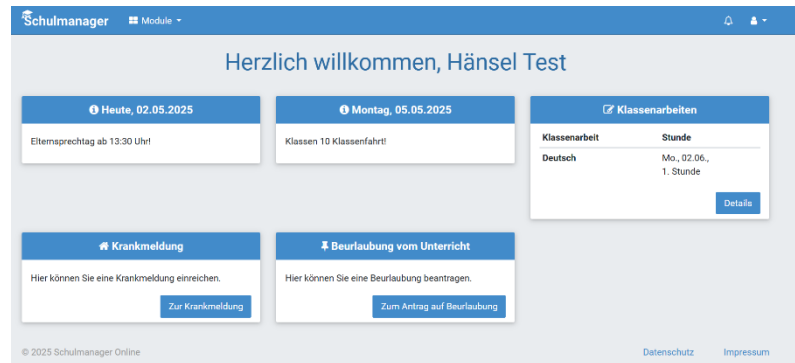 Schulmanager
Module
Herzlich willkommen, Hänsel Test
Heute, 02.05.2025
Elternsprechtag ab 13:30 Uhr!
Montag, 05.05.2025
Klassen 10 Klassenfahrt!
Klassenarbeiten
Klassenarbeit Stunde
Deutsch Mo., 02.06.,
1. Stunde
Details
Krankmeldung
Hier können Sie eine Krankmeldung einreichen.
Zur Krankmeldung
Beurlaubung vom Unterricht
Hier können Sie eine Beurlaubung beantragen.
Zum Antrag auf Beurlaubung
© 2025 Schulmanager Online
Datenschutz Impressum